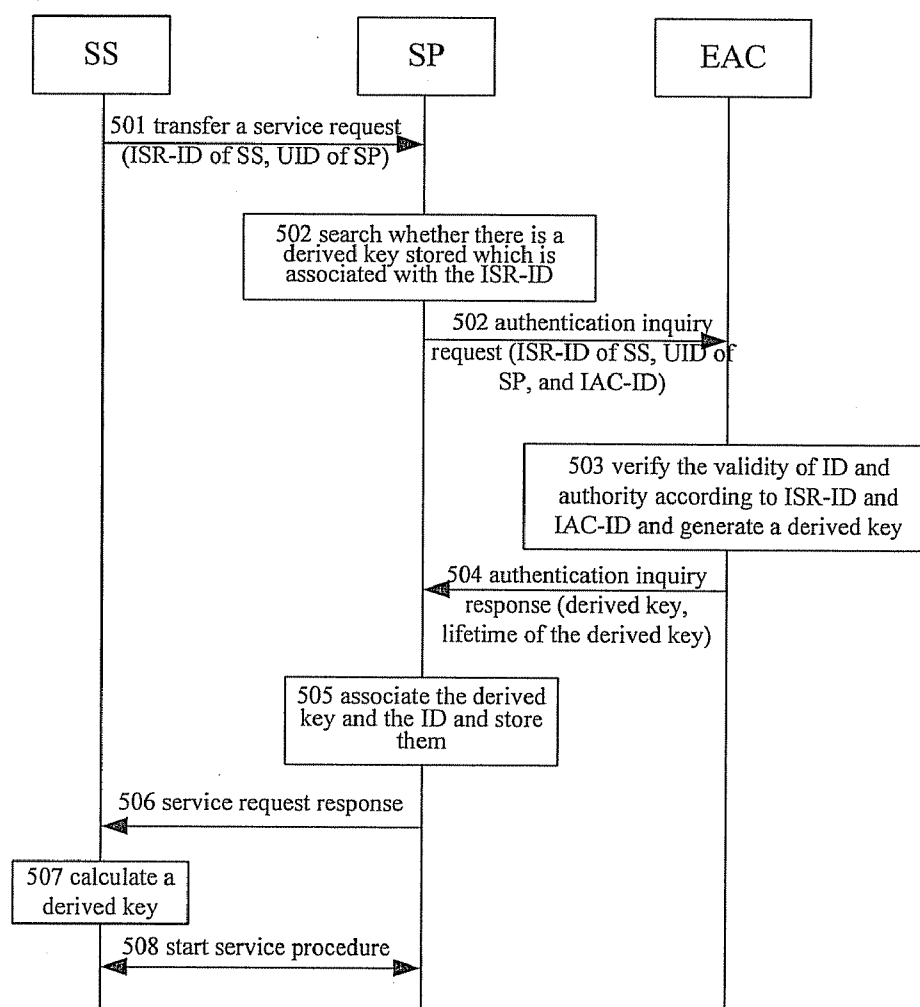 SS
SP
EAC
501 transfer a service request
(ISR-ID of SS, UID of SP)
502 search whether there is a
derived key stored which is
associated with the ISR-ID
502 authentication inquiry
request (ISR-ID of SS, UID of
SP, and IAC-ID)
503 verify the validity of ID and
authority according to ISR-ID and
IAC-ID and generate a derived key
504 authentication inquiry
response (derived key,
lifetime of the derived key)
505 associate the derived
key and the ID and store
them
506 service request response
507 calculate a
derived key
508 start service procedure